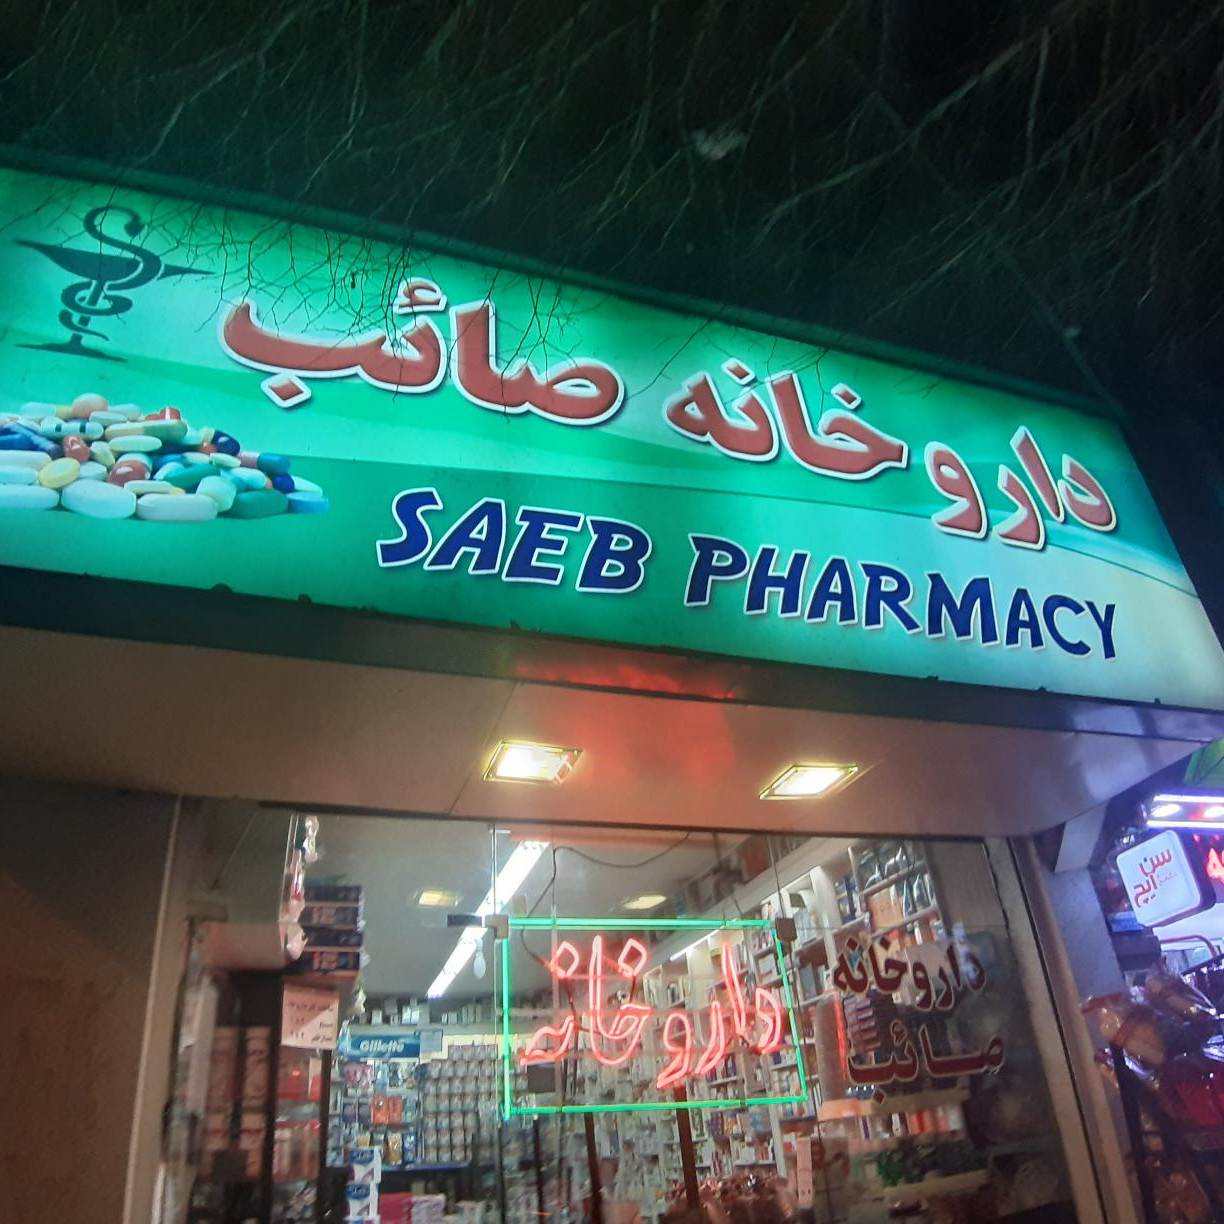 داروخانه صائب
SAEB PHARMACY
داروخانه
داروخانه
صائب
Gillette
سن
ایچ